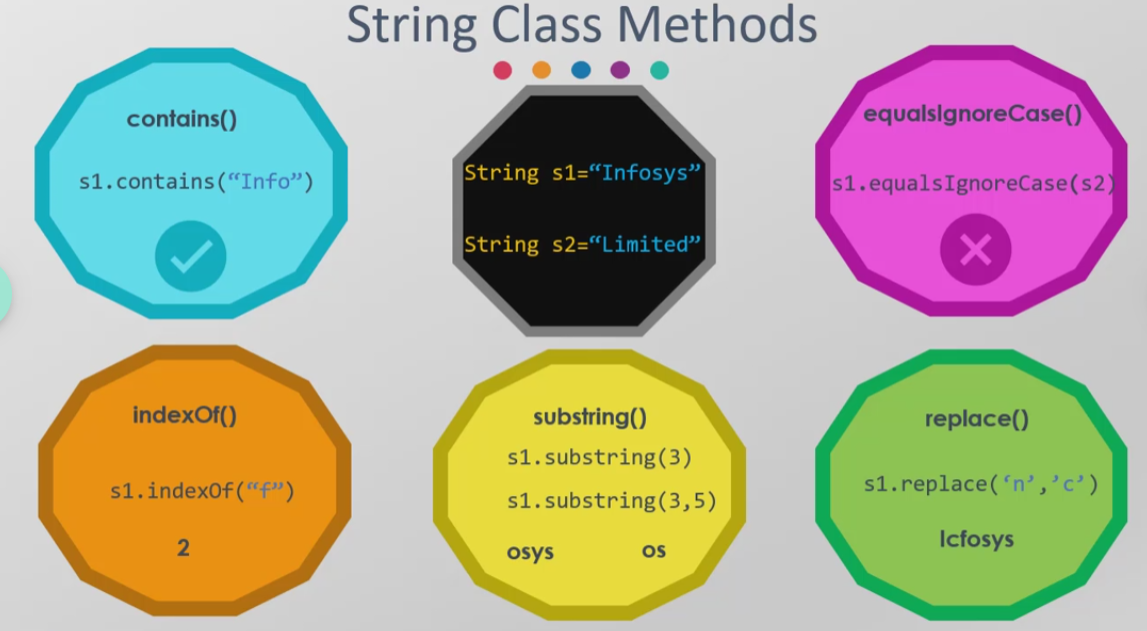 String Class Methods
contains()
s1.contains(“Info”)
String s1=“Infosys”
String s2=“Limited”
equalsIgnoreCase()
s1.equalsIgnoreCase(s2)
indexOf()
s1.indexOf(“f”)
2
substring()
s1.substring(3)
s1.substring(3,5)
osys os
replace()
s1.replace(‘n’,’c’)
Icfosys